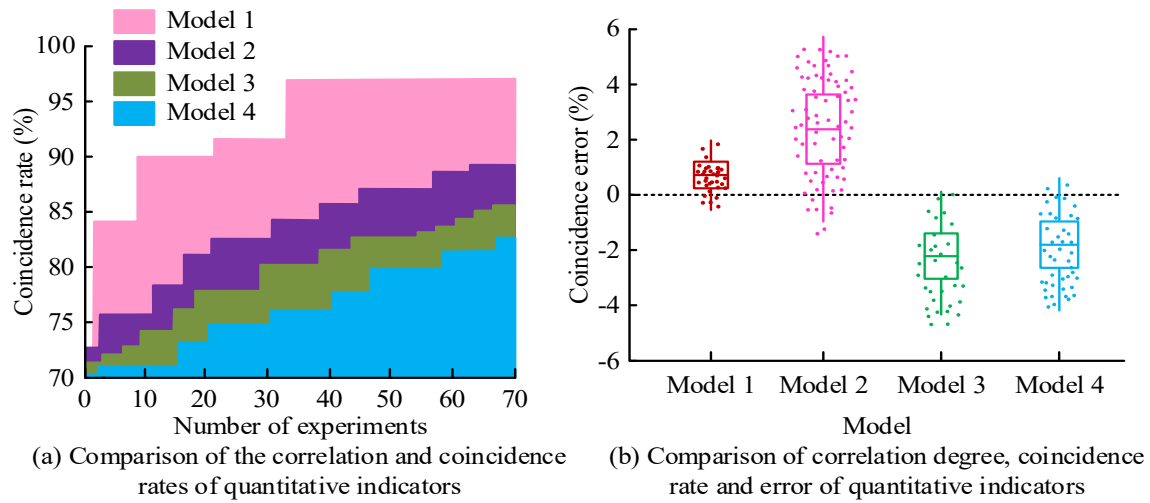 Model 1
Model 2
Model 3
Model 4
100
95
90
85
80
75
70
Coincidence rate (%)
0 10 20 30 40 50 60 70
Number of experiments
(a) Comparison of the correlation and coincidence
rates of quantitative indicators
6
4
2
0
-2
-4
-6
Coincidence error (%)
Model 1 Model 2 Model 3 Model 4
Model
(b) Comparison of correlation degree, coincidence
rate and error of quantitative indicators